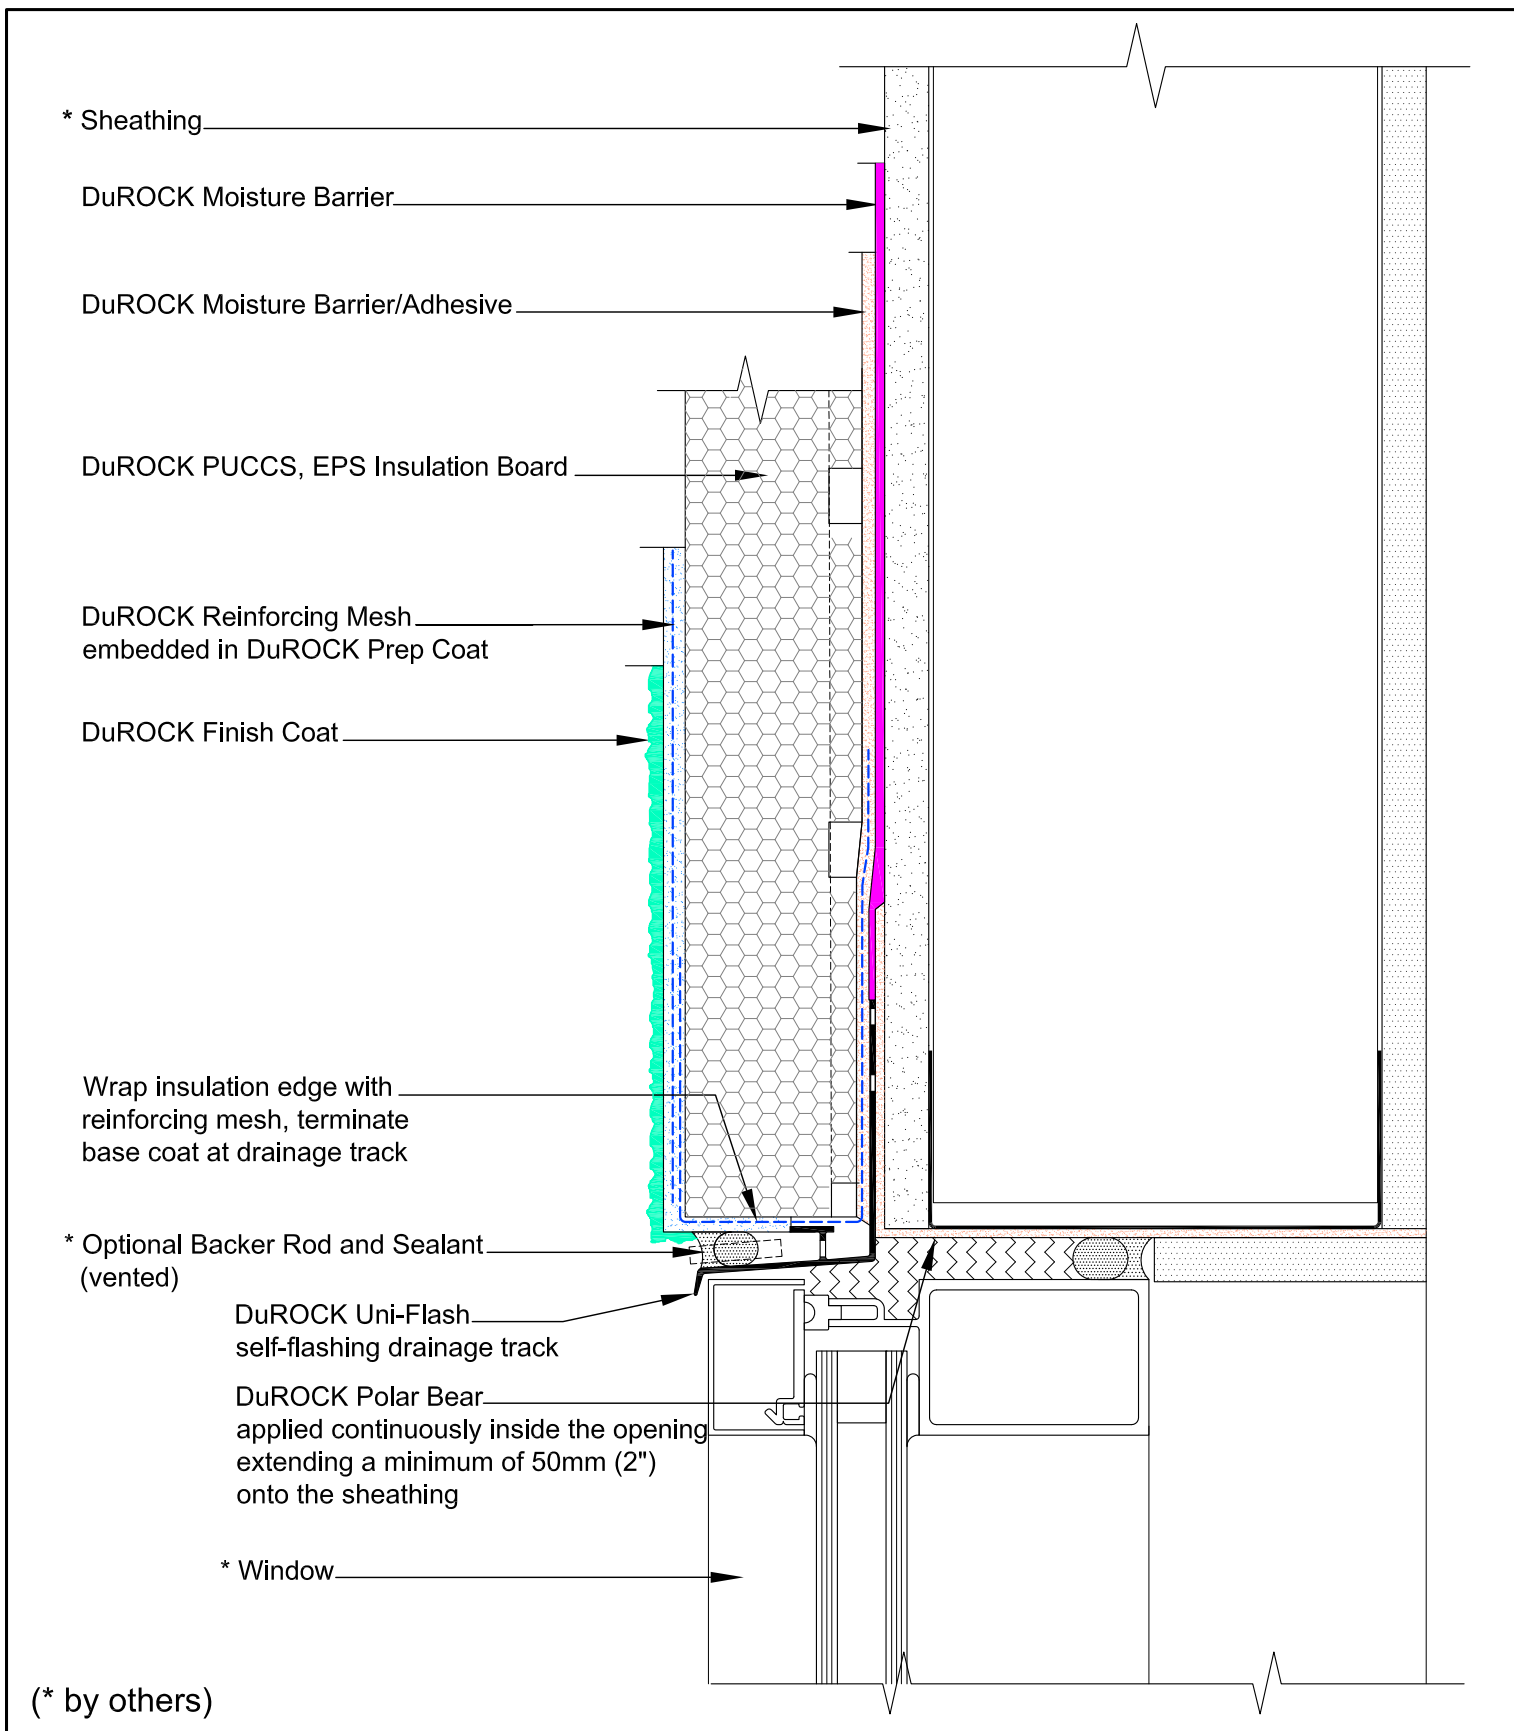 * Sheathing
DuROCK Moisture Barrier
DuROCK Moisture Barrier/Adhesive
DuROCK PUCCS, EPS Insulation Board
DuROCK Reinforcing Mesh
embedded in DuROCK Prep Coat
DuROCK Finish Coat
Wrap insulation edge with
reinforcing mesh, terminate
base coat at drainage track
* Optional Backer Rod and Sealant
(vented)
DuROCK Uni-Flash
self-flashing drainage track
DuROCK Polar Bear
applied continuously inside the opening
extending a minimum of 50mm (2")
onto the sheathing
* Window
(* by others)